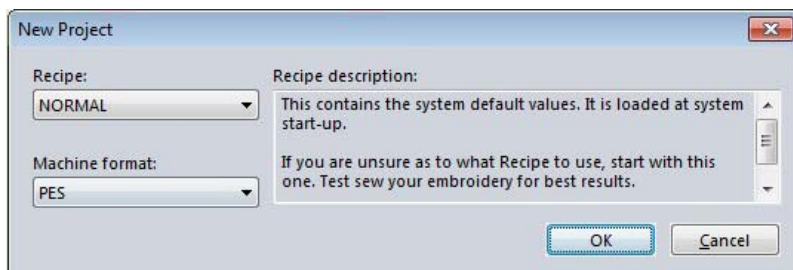 New Project
Recipe:
NORMAL
Machine format:
PES
Recipe description:
This contains the system default values. It is loaded at system
start-up.
If you are unsure as to what Recipe to use, start with this
one. Test sew your embroidery for best results.
OK
Cancel